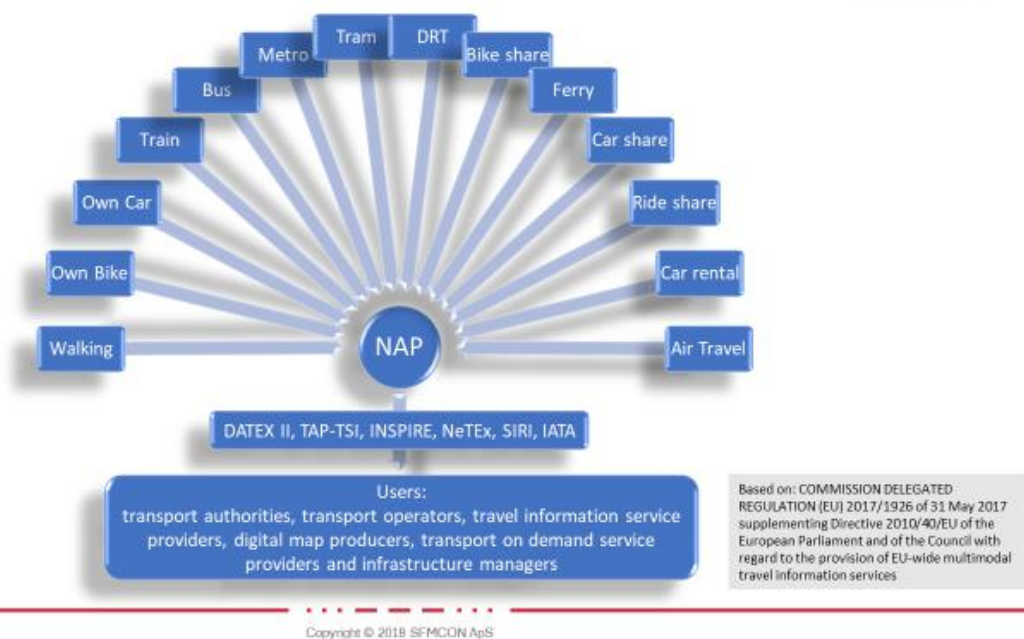 Tram
DRT
Metro
Bike share
Bus
Ferry
Train
Car share
Own Car
Ride share
Own Bike
Car rental
Walking
NAP
Air Travel
DATEX II, TAP-TSI, INSPIRE, NeTEx, SIRI, IATA
Users:
transport authorities, transport operators, travel information service
providers, digital map producers, transport on demand service
providers and infrastructure managers
Based on: COMMISSION DELEGATED
REGULATION (EU) 2017/1926 of 31 May 2017
supplementing Directive 2010/40/EU of the
European Parliament and of the Council with
regard to the provision of EU-wide multimodal
travel information services
Copyright © 2018 SFMCON ApS